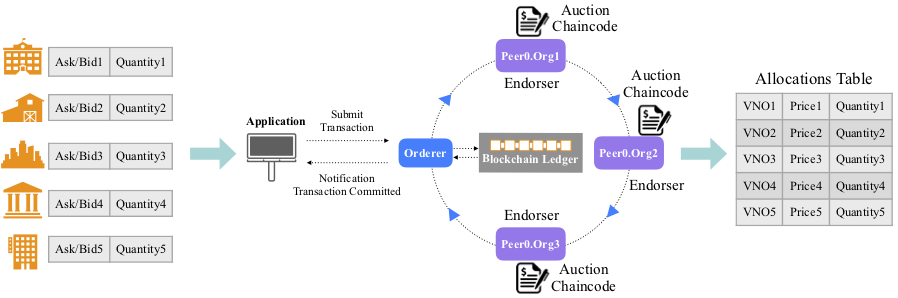 Ask/Bid1 Quantity1
Ask/Bid2 Quantity2
Ask/Bid3 Quantity3
Ask/Bid4 Quantity4
Ask/Bid5 Quantity5
Application
Submit
Transaction
Notification
Transaction Committed
Orderer
Blockchain Ledger
Auction
Chaincode
Peer0.Org1
Endorser
Auction
Chaincode
Peer0.Org2
Endorser
Endorser
Peer0.Org3
Auction
Chaincode
Allocations Table
VNO1 Price1 Quantity1
VNO2 Price2 Quantity2
VNO3 Price3 Quantity3
VNO4 Price4 Quantity4
VNO5 Price5 Quantity5